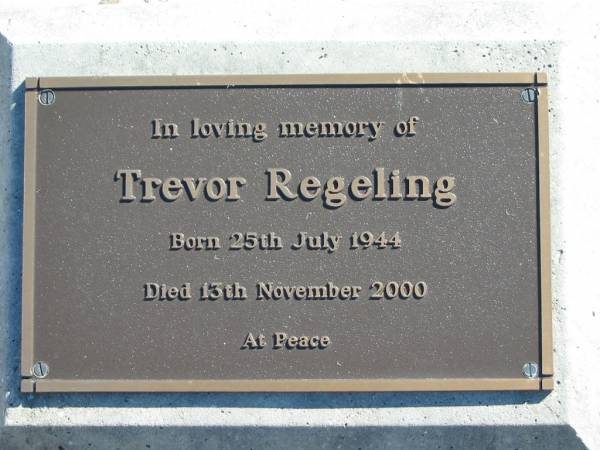 In loving memory of
Trevor Regeling
Born 25th July 1944
Died 13th November 2000
At Peace